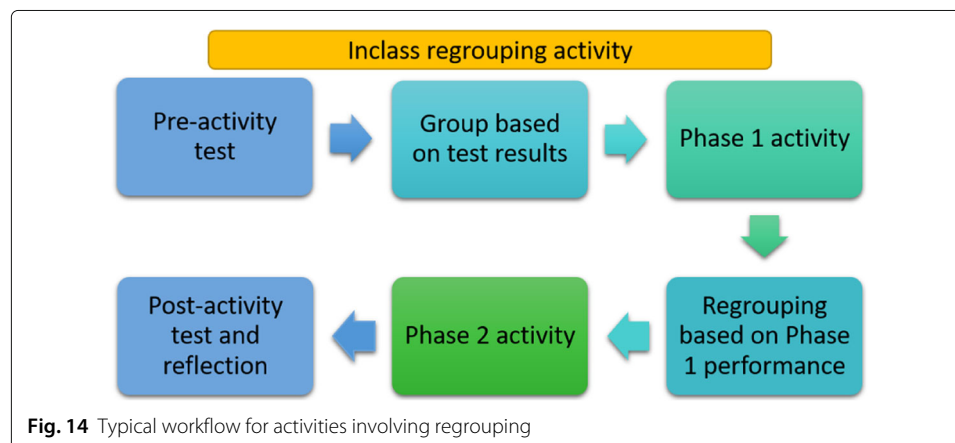 Inclass regrouping activity
Pre-activity
test
Group based
on test results
Phase 1 activity
Regrouping
based on Phase
1 performance
Phase 2 activity
Post-activity
test and
reflection
Fig. 14 Typical workflow for activities involving regrouping